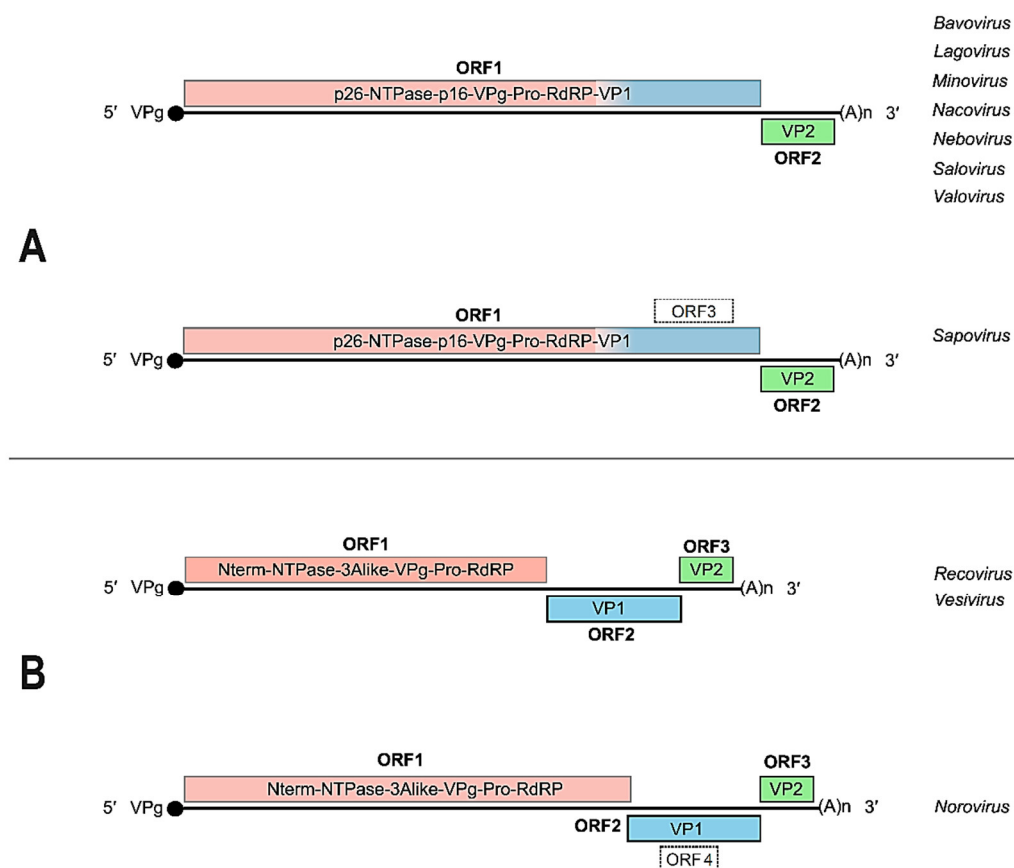 Bavovirus
Lagovirus
Minovirus
Nacovirus
Nebovirus
Salovirus
Valovirus
ORF1
p26-NTPase-p16-VPg-Pro-RdRP-VP1
5′ VPg (A)n 3′
VP2
ORF2
A
ORF3
ORF1
p26-NTPase-p16-VPg-Pro-RdRP-VP1
Sapovirus
5′ VPg (A)n 3′
VP2
ORF2
ORF1 ORF3
Nterm-NTPase-3Alike-VPg-Pro-RdRP VP2
5′ VPg (A)n 3′
Recovirus
Vesivirus
VP1
ORF2
B
ORF1 ORF3
Nterm-NTPase-3Alike-VPg-Pro-RdRP VP2
5′ VPg (A)n 3′ Norovirus
ORF2 VP1
ORF4